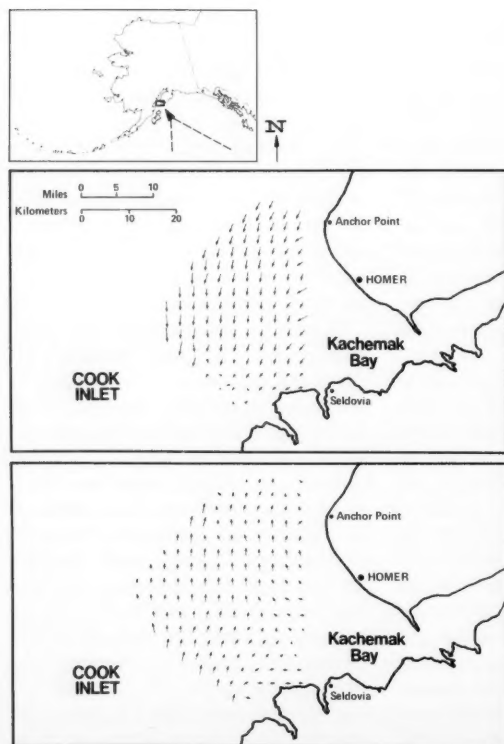 N
Miles 0 5 10
Kilometers 0 10 20
Anchor Point
HOMER
Kachemak
Bay
COOK
INLET
Seldovia
Anchor Point
HOMER
Kachemak
Bay
COOK
INLET
Seldovia